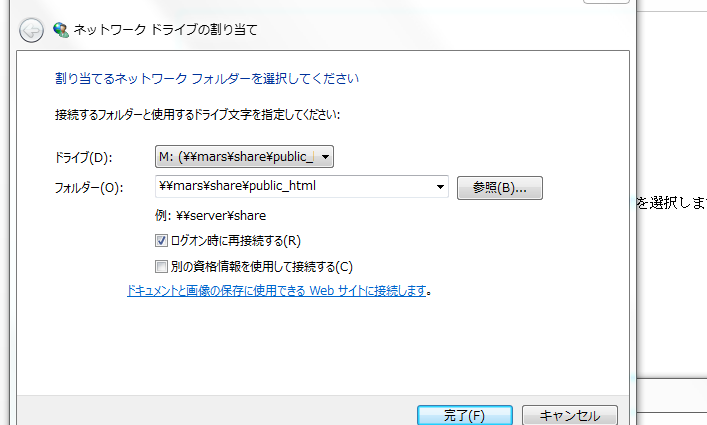 ネットワーク ドライブの割り当て
割り当てるネットワーク フォルダーを選択してください
接続するフォルダーと使用するドライブ文字を指定してください:
ドライブ(D): M: (¥¥mars¥share¥public_
フォルダー(O): ¥¥mars¥share¥public_html 参照(B)...
を選択しま
例: ¥¥server¥share
ログオン時に再接続する(R)
別の資格情報を使用して接続する(C)
ドキュメントと画像の保存に使用できる Web サイトに接続します。
完了(F) キャンセル